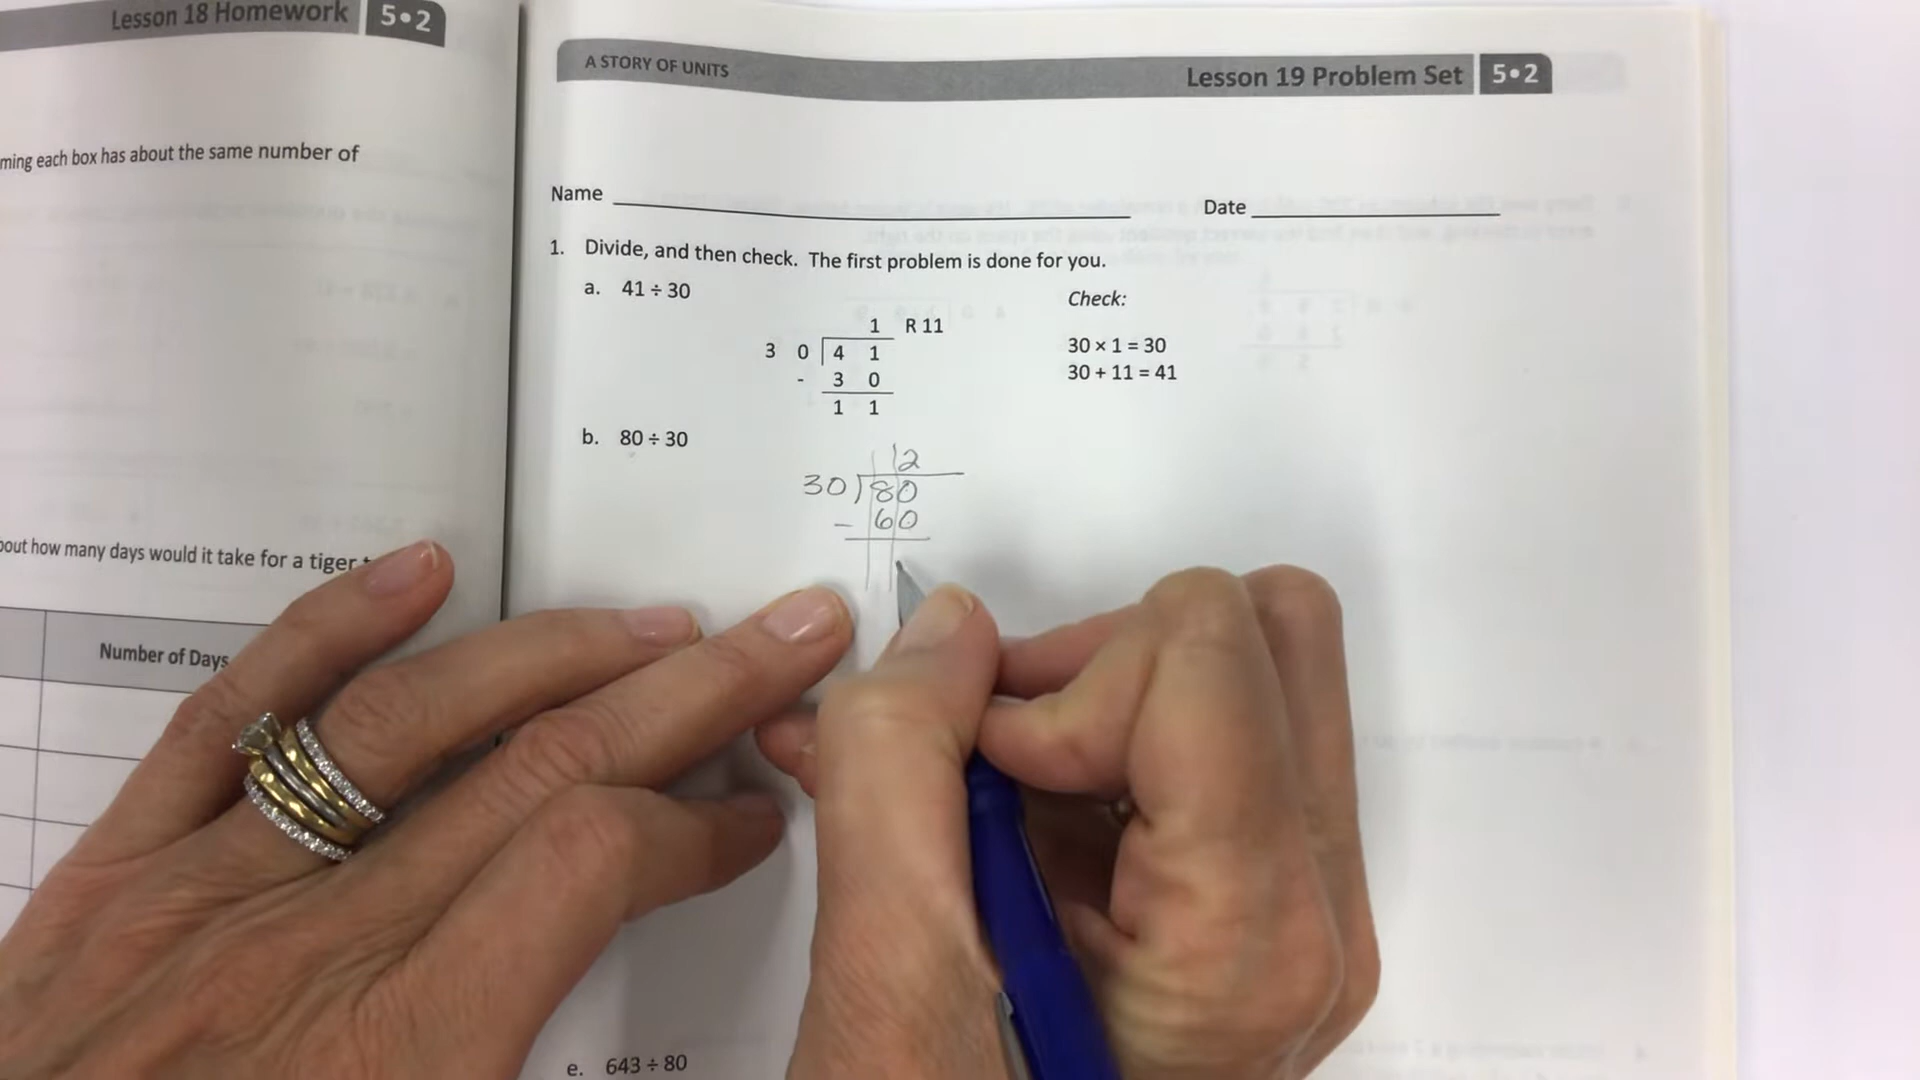 Lesson 18 Homework 5•2
ming each box has about the same number of
out how many days would it take for a tiger
Number of Days
A STORY OF UNITS
Lesson 19 Problem Set 5•2
Name Date
1. Divide, and then check. The first problem is done for you.
a. 41 ÷ 30
1 R 11
3 0 4 1
- 3 0
1 1
Check:
30 × 1 = 30
30 + 11 = 41
b. 80 ÷ 30
2
30)80
- 60
e. 643 ÷ 80